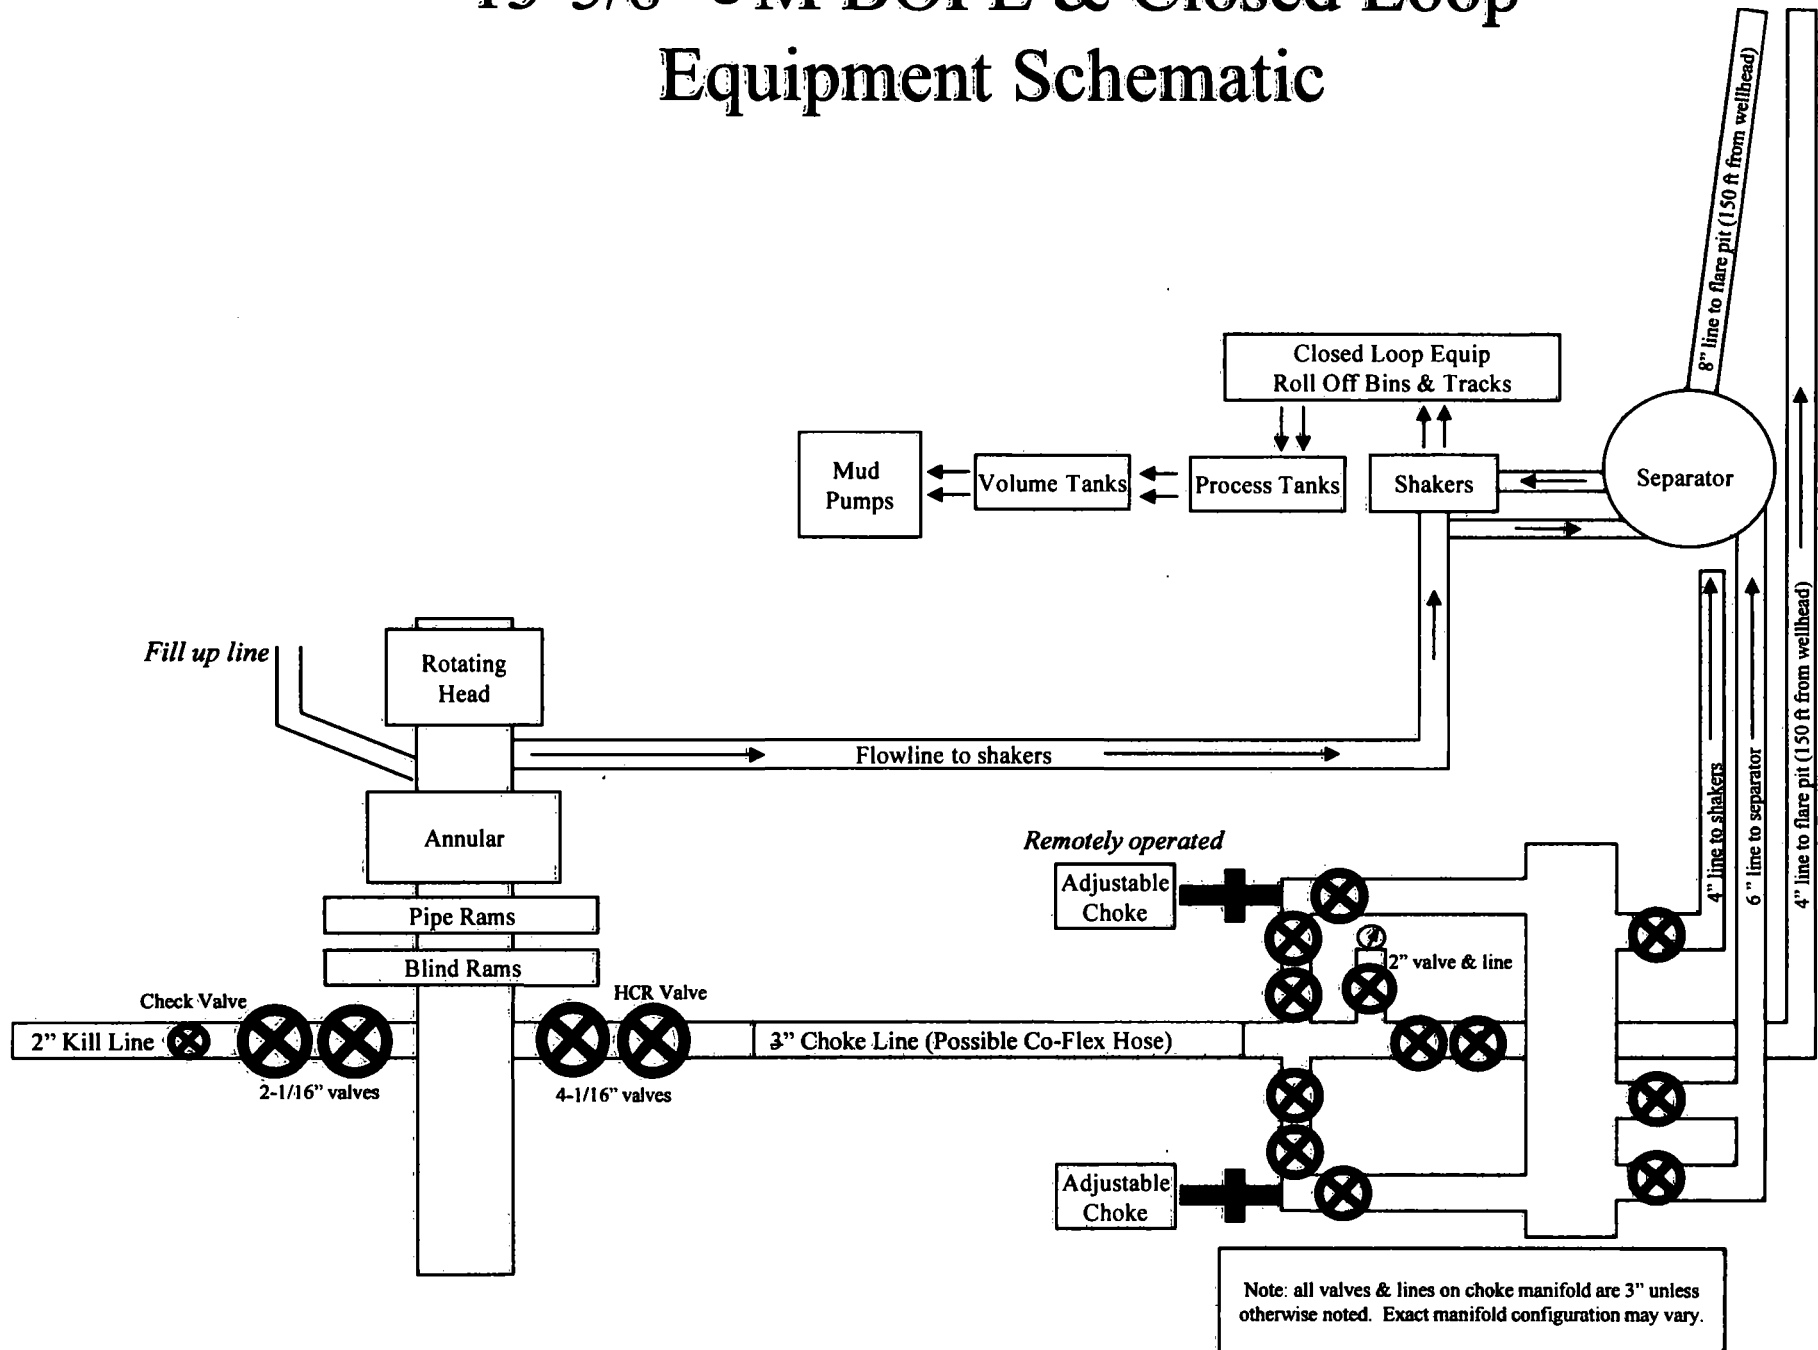 & Closed Loop
Equipment Schematic
8” line to flare pit (150 ft from wellhead)
Closed Loop Equip
Roll Off Bins & Tracks
Mud
Pumps
Volume Tanks
Process Tanks
Shakers
Separator
Fill up line
Rotating
Head
Flowline to shakers
Annular
Pipe Rams
Blind Rams
Remotely operated
Adjustable
Choke
2” valve & line
4” line to shakers
6” line to separator
4” line to flare pit (150 ft from wellhead)
Check Valve
HCR Valve
2” Kill Line
3” Choke Line (Possible Co-Flex Hose)
2-1/16” valves
4-1/16” valves
Adjustable
Choke
Note: all valves & lines on choke manifold are 3” unless
otherwise noted. Exact manifold configuration may vary.